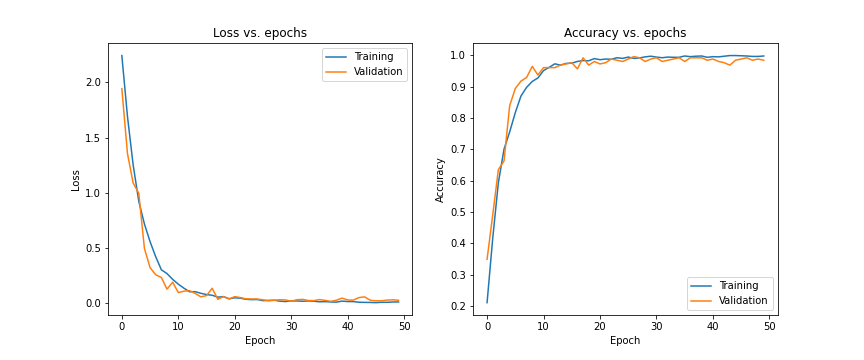 Loss vs. epochs
Training
Validation
2.0
1.5
1.0
0.5
0.0
Loss
0 10 20 30 40 50
Epoch
Accuracy vs. epochs
1.0
0.9
0.8
0.7
0.6
0.5
0.4
0.3
0.2
Accuracy
Training
Validation
0 10 20 30 40 50
Epoch